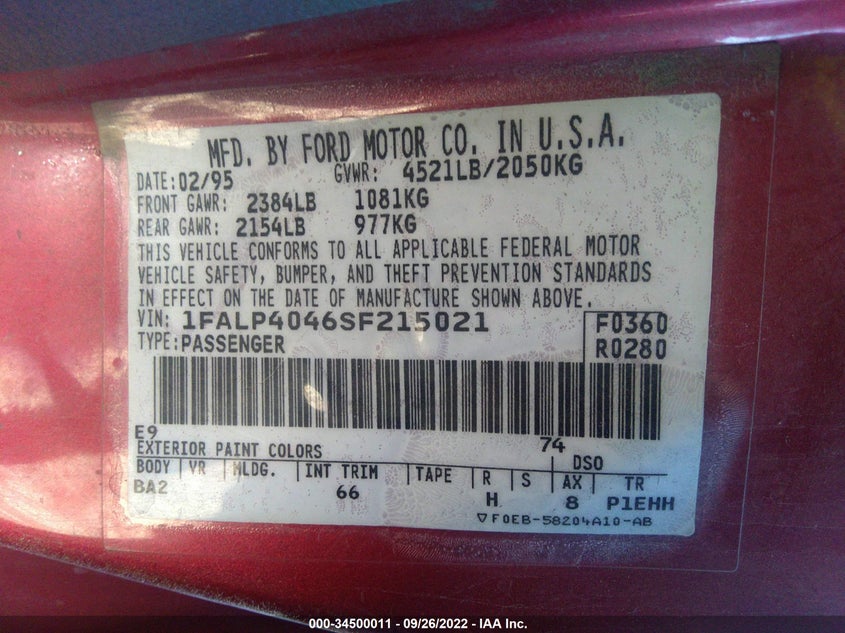 MFD. BY FORD MOTOR CO. IN U.S.A.
DATE: 02/95 GVWR: 4521LB/2050KG
FRONT GAWR: 2384LB 1081KG
REAR GAWR: 2154LB 977KG
THIS VEHICLE CONFORMS TO ALL APPLICABLE FEDERAL MOTOR
VEHICLE SAFETY, BUMPER, AND THEFT PREVENTION STANDARDS
IN EFFECT ON THE DATE OF MANUFACTURE SHOWN ABOVE.
VIN: 1FALP4046SF215021 F0360
TYPE: PASSENGER R0280
E9 74
EXTERIOR PAINT COLORS DSO
BODY VR MLDG. INT TRIM TAPE R S AX TR
BA2 66 H 8 P1EHH
▽ F0EB-58204A10-AB
000-34500011 - 09/26/2022 - IAA Inc.